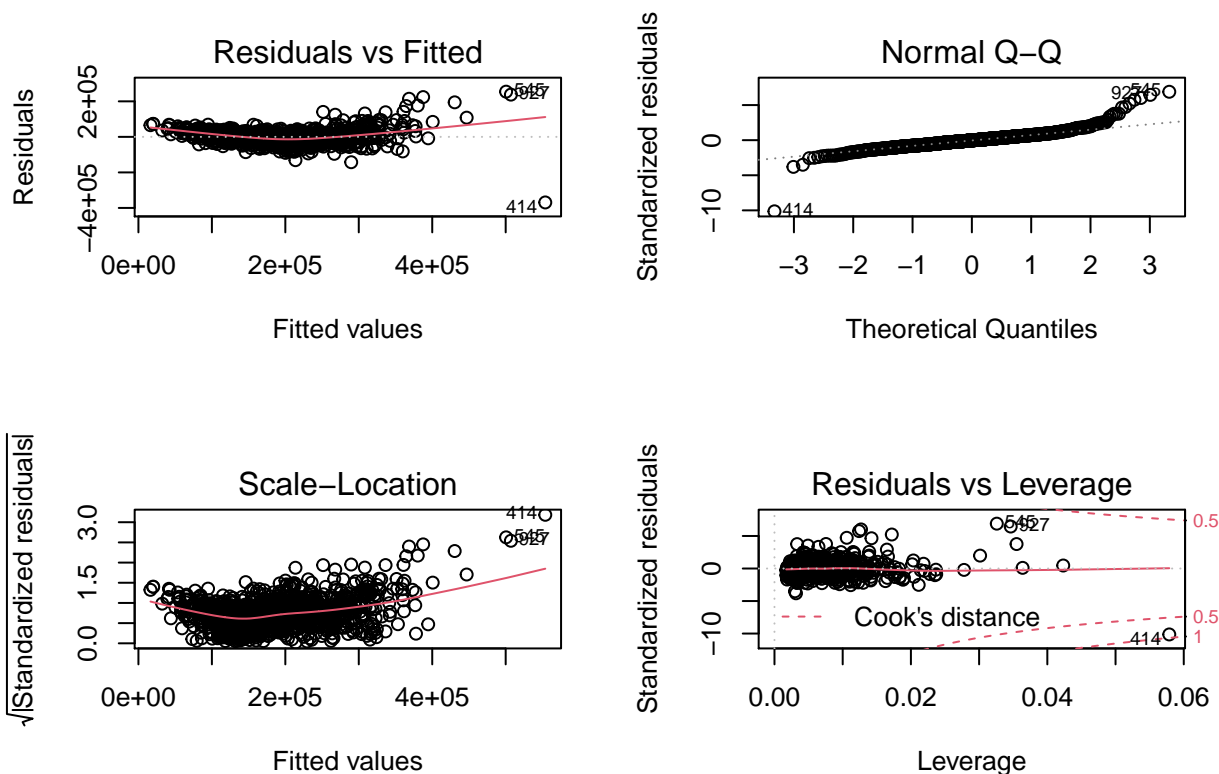 Residuals vs Fitted
Residuals
2e+05
−4e+05
545
927
414
0e+00 2e+05 4e+05
Fitted values
Normal Q−Q
Standardized residuals
0
−10
927
545
414
−3 −2 −1 0 1 2 3
Theoretical Quantiles
Scale−Location
√|Standardized residuals|
3.0
1.5
0.0
414
545
927
0e+00 2e+05 4e+05
Fitted values
Residuals vs Leverage
Standardized residuals
0
−10
545
927
0.5
Cook's distance
0.5
1
414
0.00 0.02 0.04 0.06
Leverage